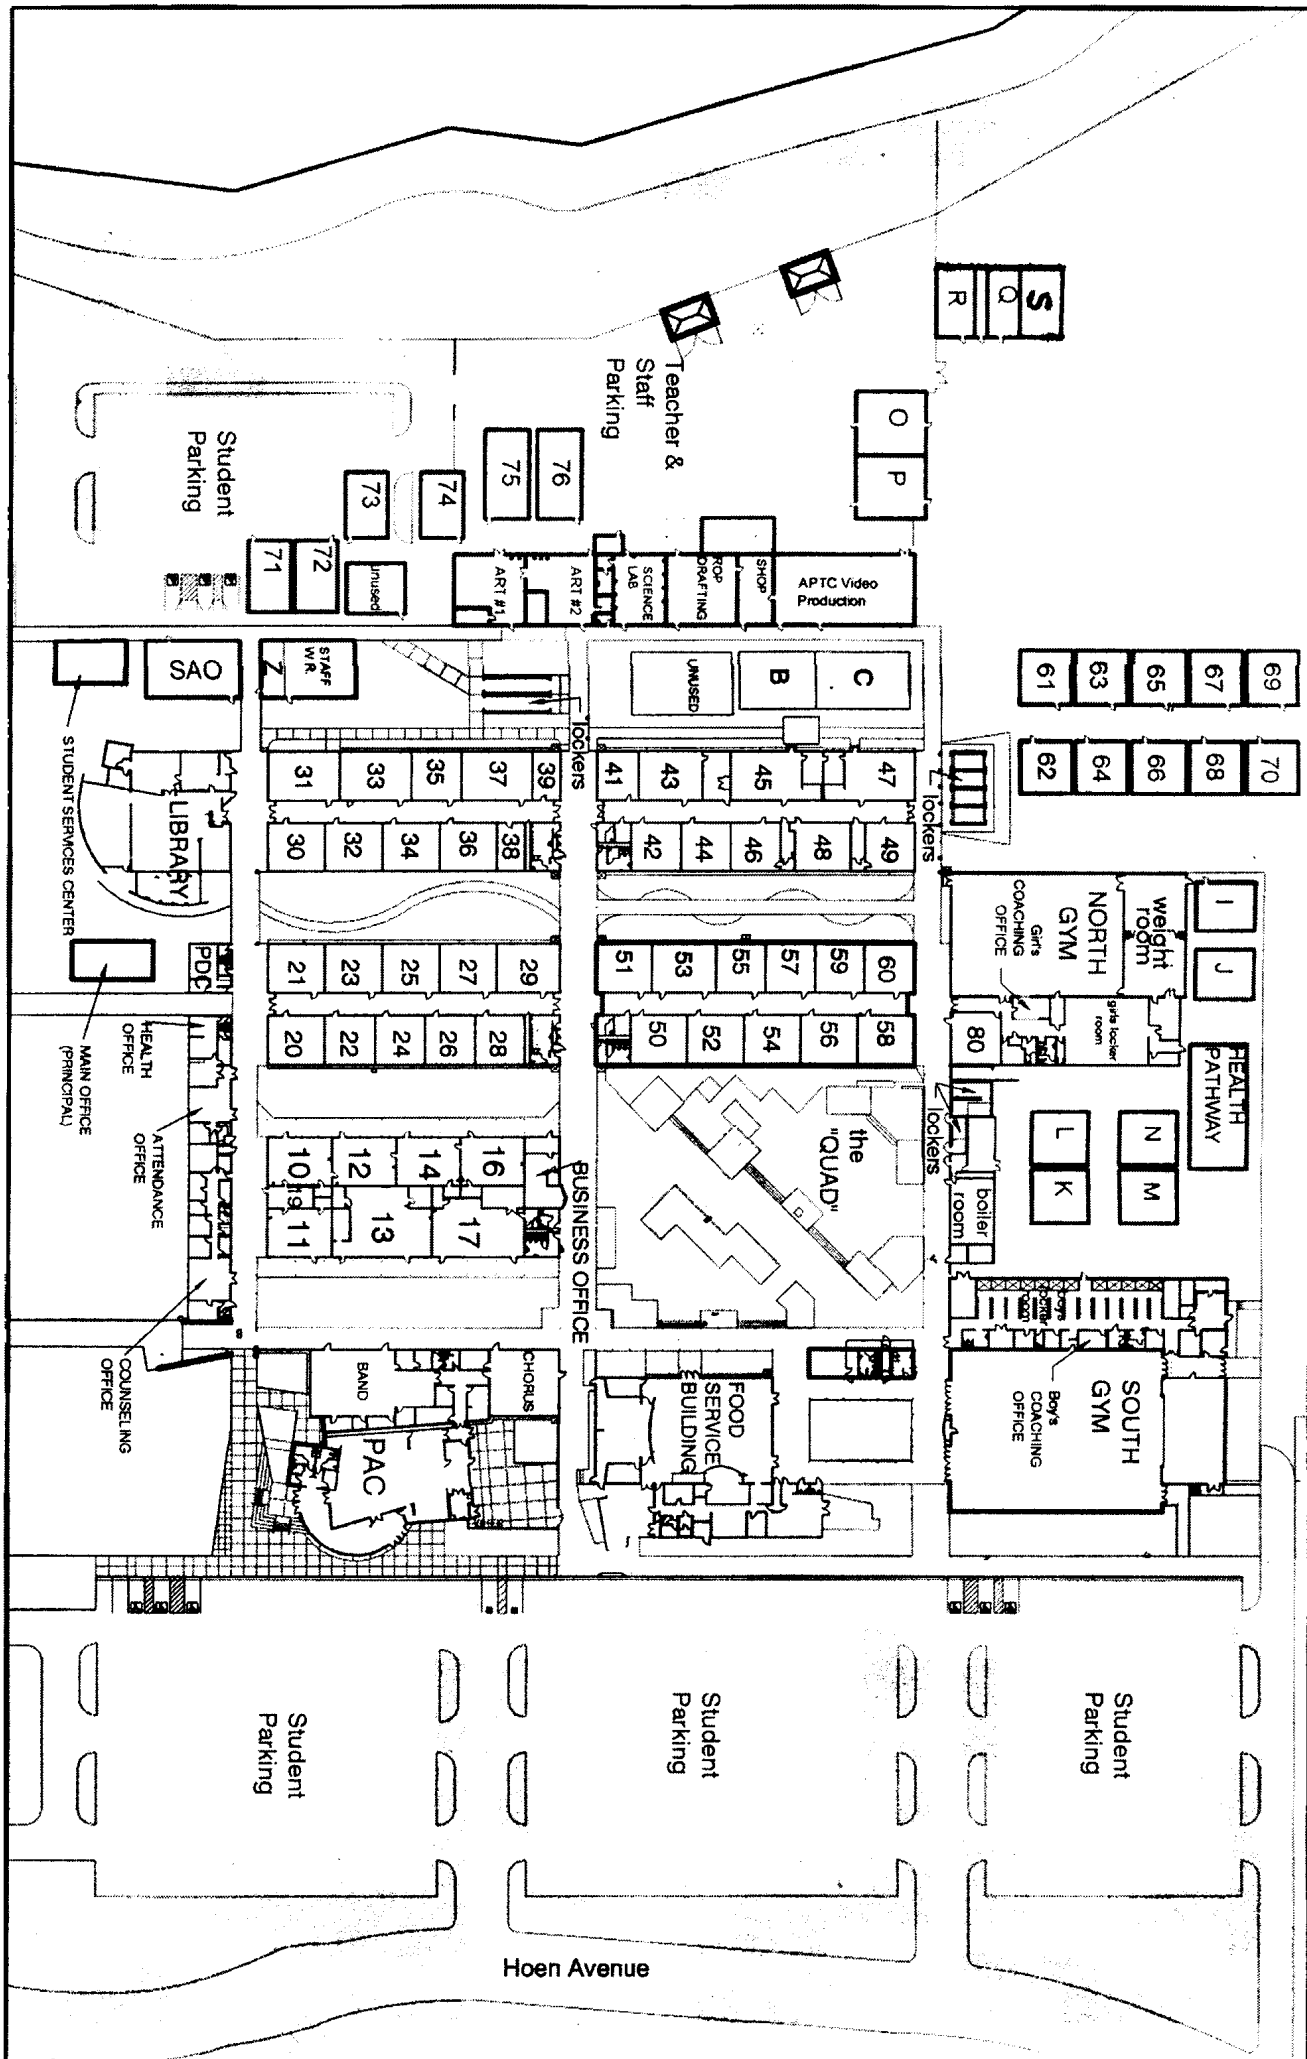 S
Q
R
O
P
Teacher &
Staff
Parking
Student
Parking
76
75
74
73
72
71
unused
ART #1
ART #2
SCIENCE
LAB
ROP
DRAFTING
SHOP
APTC Video
Production
SAO
Z
STAFF
W.R.
lockers
UNUSED
B
C
61
63
65
67
69
62
64
66
68
70
STUDENT SERVICES CENTER
LIBRARY
31
33
35
37
39
41
43
45
47
lockers
30
32
34
36
38
42
44
46
48
49
NORTH
GYM
weight
room
Girl's
COACHING
OFFICE
girls locker
room
80
I
J
HEALTH
PATHWAY
PDC
21
23
25
27
29
51
53
55
57
59
60
20
22
24
26
28
50
52
54
56
58
HEALTH
OFFICE
MAIN OFFICE
(PRINCIPAL)
ATTENDANCE
OFFICE
COUNSELING
OFFICE
10
12
14
16
19
11
13
17
BUSINESS OFFICE
the
"QUAD"
lockers
L
K
N
M
boiler
room
boys
locker
room
BAND
CHORUS
PAC
FOOD
SERVICE
BUILDING
SOUTH
GYM
Boy's
COACHING
OFFICE
Student
Parking
Student
Parking
Student
Parking
Hoen Avenue